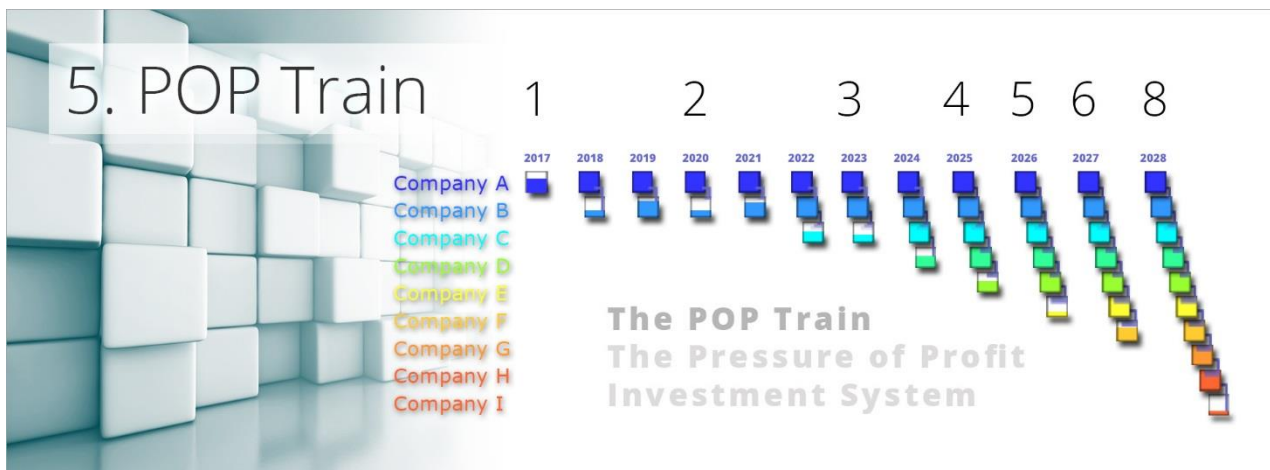 5. POP Train
1 2 3 4 5 6 8
2017 2018 2019 2020 2021 2022 2023 2024 2025 2026 2027 2028
Company A
Company B
Company C
Company D
Company E
Company F
Company G
Company H
Company I
The POP Train
The Pressure of Profit
Investment System